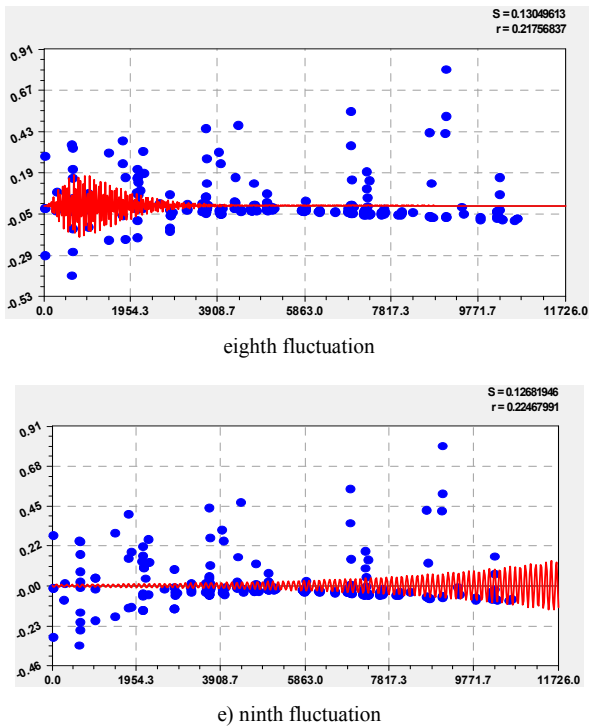 S = 0.13049613
r = 0.21756837
0.91
0.67
0.43
0.19
-0.05
-0.29
-0.53
0.0 1954.3 3908.7 5863.0 7817.3 9771.7 11726.0
eighth fluctuation
S = 0.12681946
r = 0.22467991
0.91
0.68
0.45
0.22
-0.00
-0.23
-0.46
0.0 1954.3 3908.7 5863.0 7817.3 9771.7 11726.0
e) ninth fluctuation